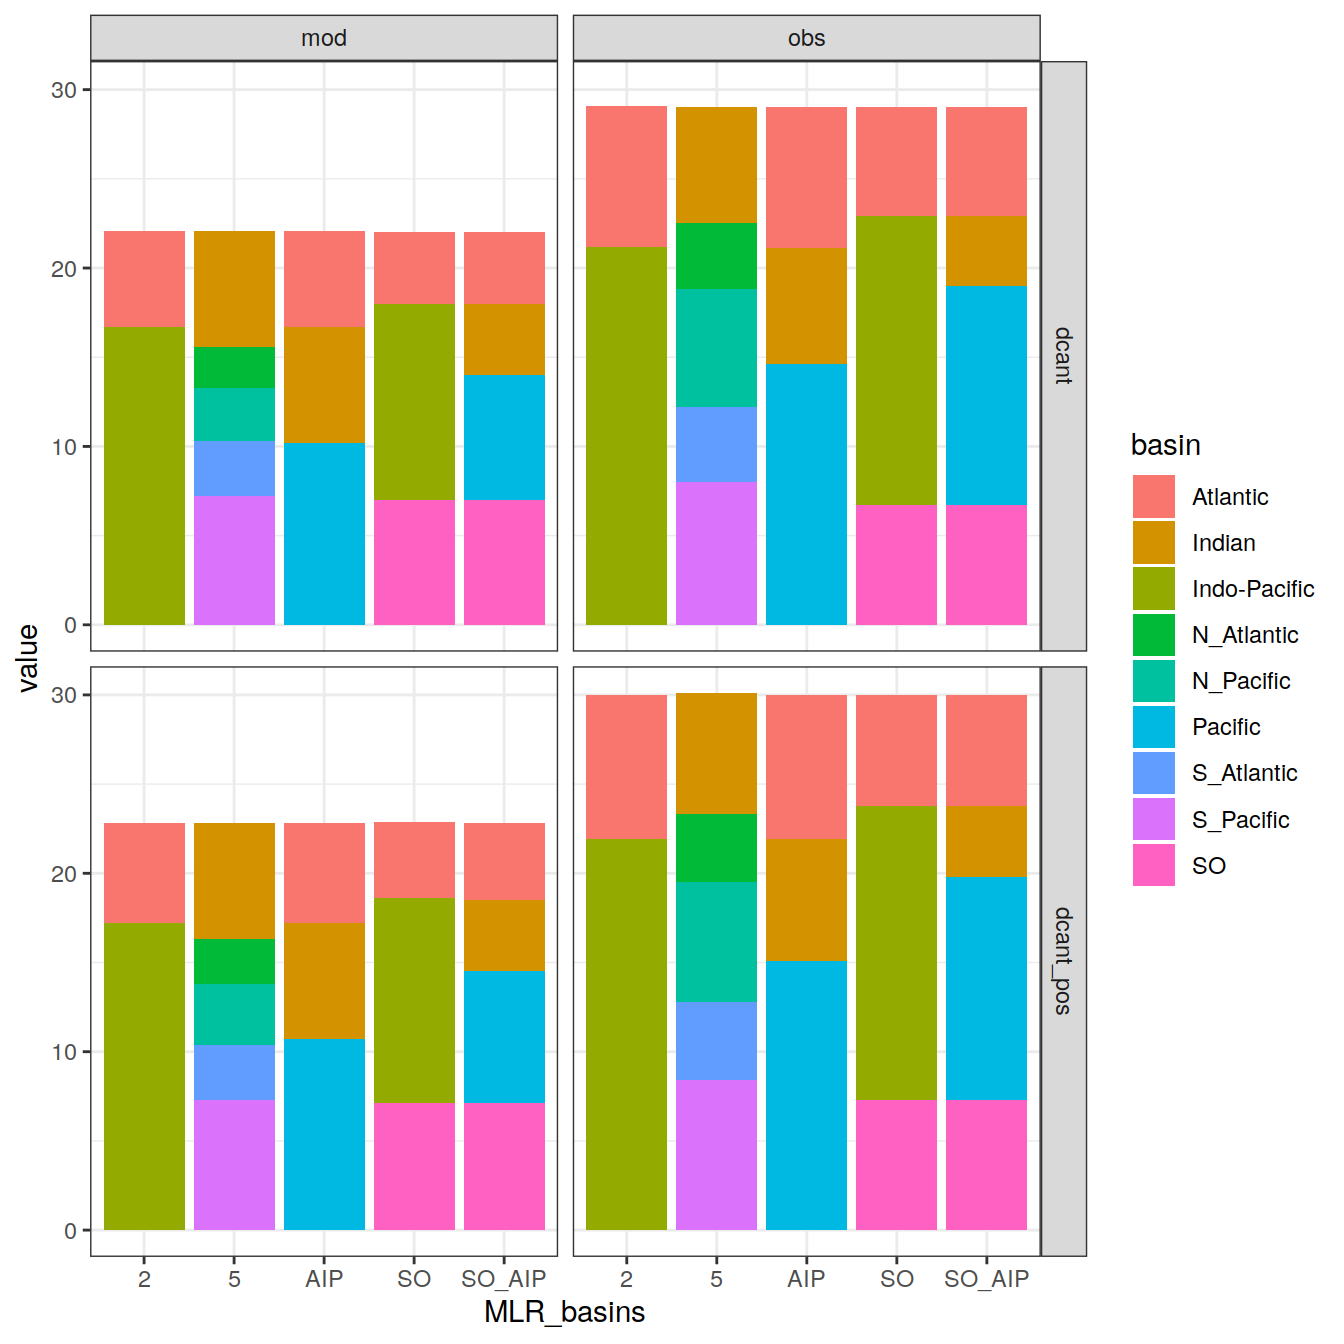 mod
obs
30
20
10
0
dcant
value
30
20
10
0
dcant_pos
2
5
AIP
SO
SO_AIP
2
5
AIP
SO
SO_AIP
MLR_basins
basin
Atlantic
Indian
Indo-Pacific
N_Atlantic
N_Pacific
Pacific
S_Atlantic
S_Pacific
SO